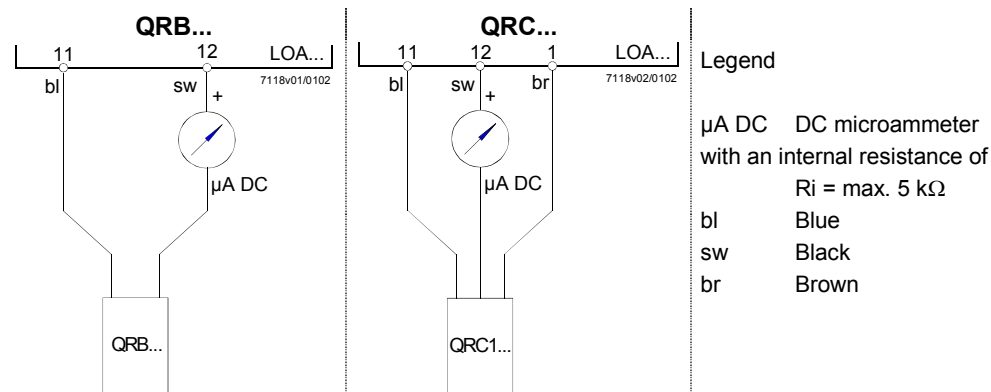 QRB...
11 12 LOA...
7118v01/0102
bl sw
+
µA DC
QRB...
QRC...
11 12 1 LOA...
7118v02/0102
bl sw br
+
µA DC
QRC1...
Legend
µA DC DC microammeter
with an internal resistance of
Ri = max. 5 kΩ
bl Blue
sw Black
br Brown